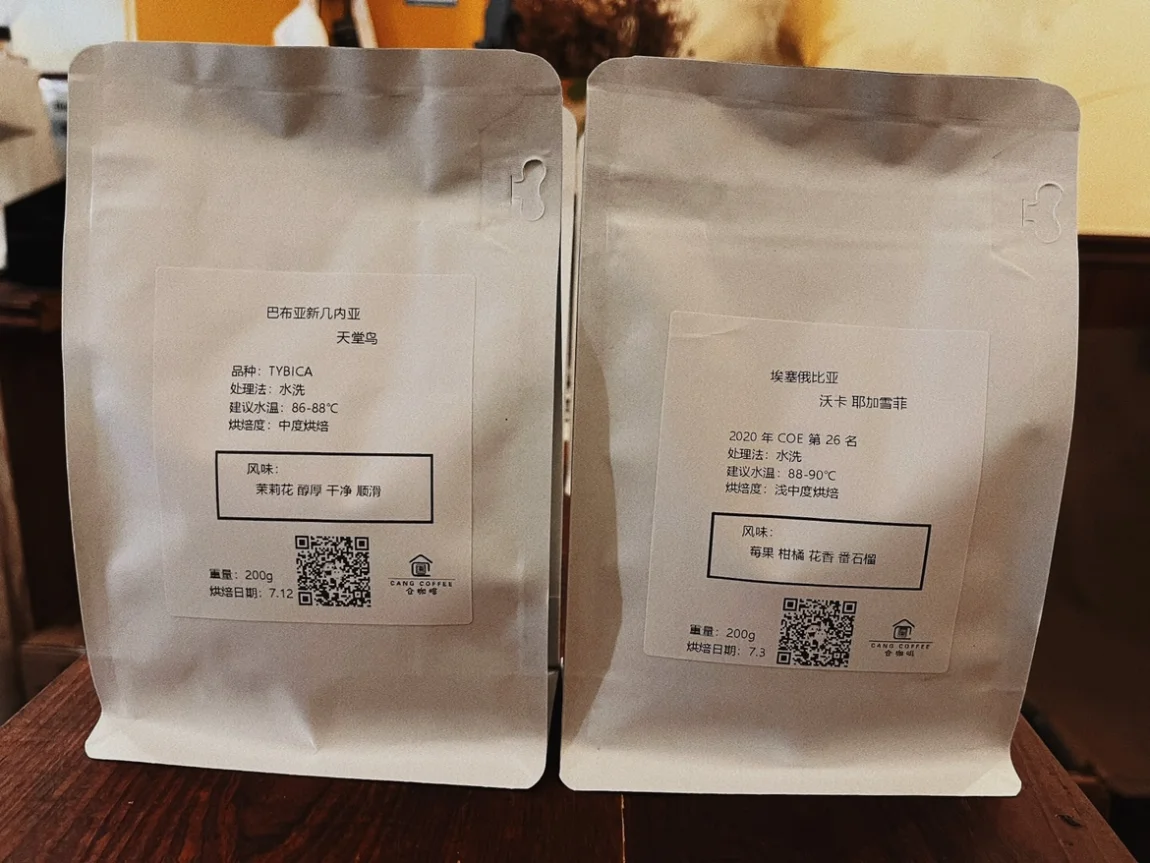 巴布亚新几内亚
天堂鸟
品种：TYBICA
处理法：水洗
建议水温：86-88℃
烘焙度：中度烘焙
风味：
茉莉花 醇厚 干净 顺滑
重量：200g
烘焙日期：7.12
CANG COFFEE
仓咖啡
埃塞俄比亚
沃卡 耶加雪菲
2020 年 COE 第 26 名
处理法：水洗
建议水温：88-90℃
烘焙度：浅中度烘焙
风味：
莓果 柑橘 花香 番石榴
重量：200g
烘焙日期：7.3
CANG COFFEE
仓咖啡